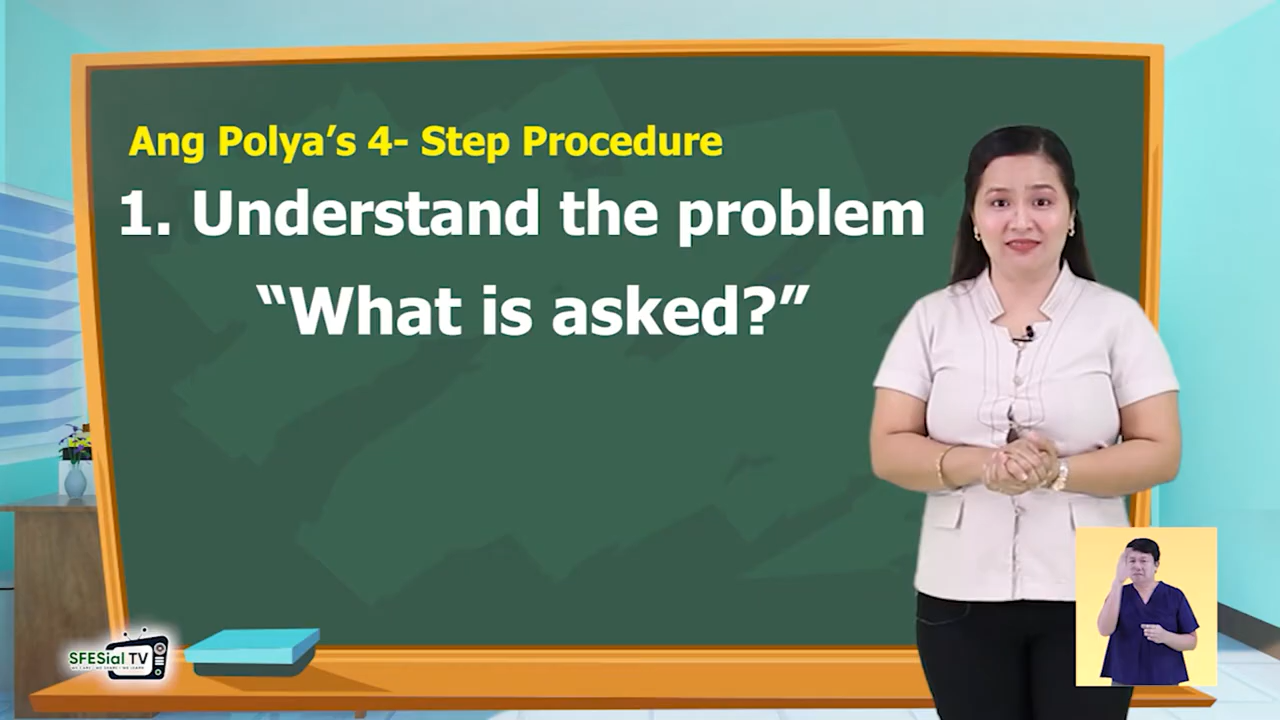 Ang Polya's 4- Step Procedure
1. Understand the problem
“What is asked?”
SFESial TV